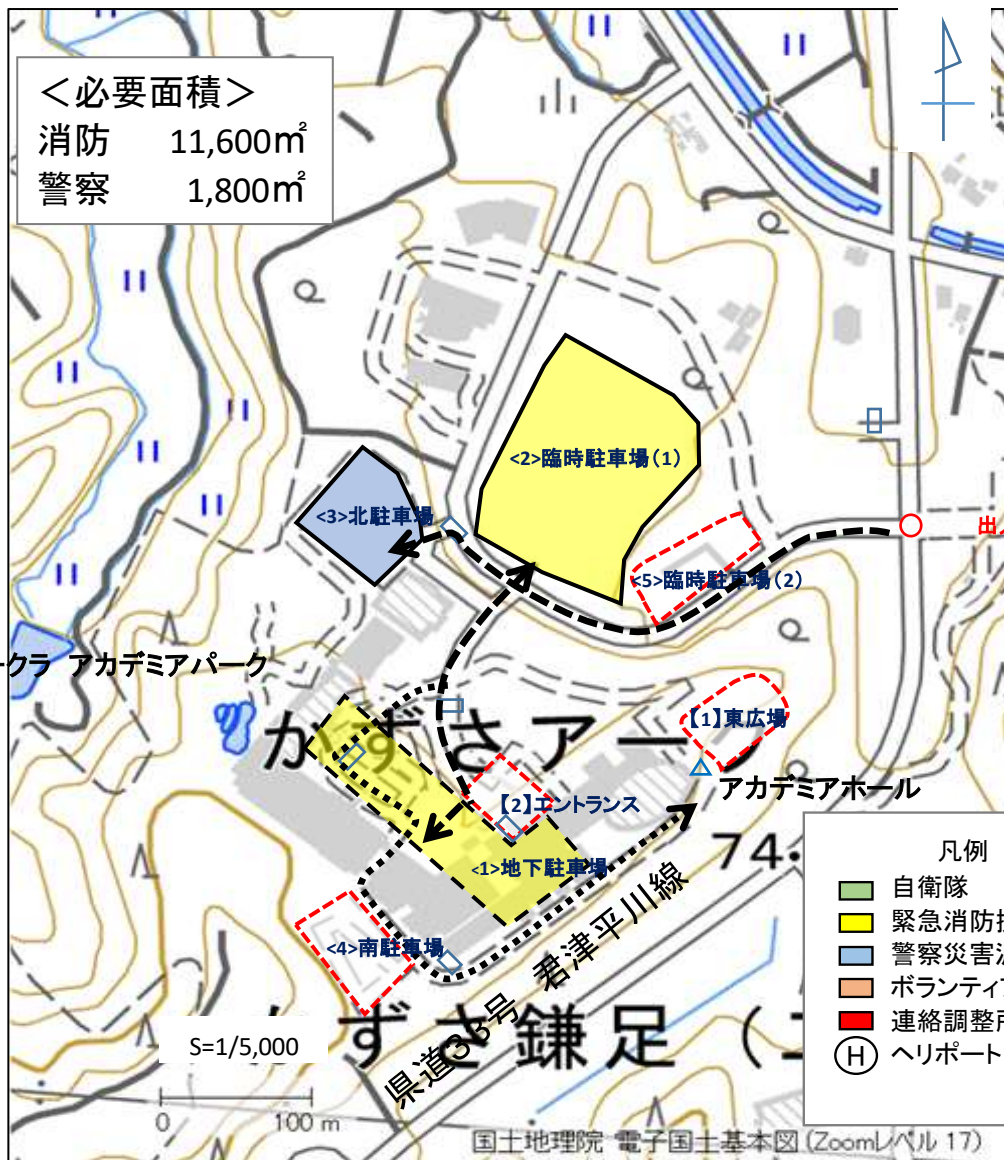 ＜必要面積＞
消防 11,600㎡
警察 1,800㎡
<2>臨時駐車場(1)
<3>北駐車場
出
<5>臨時駐車場(2)
クラ アカデミアパーク
【1】東広場
かずさアー
【2】エントランス
アカデミアホール
<1>地下駐車場
74.
<4>南駐車場
県道33号 君津平川線
ずさ鎌足(
凡例
自衛隊
緊急消防援
警察災害派
ボランティア
連絡調整所
H ヘリポート
S=1/5,000
0 100 m
国土地理院 電子国土基本図(Zoomレベル 17)